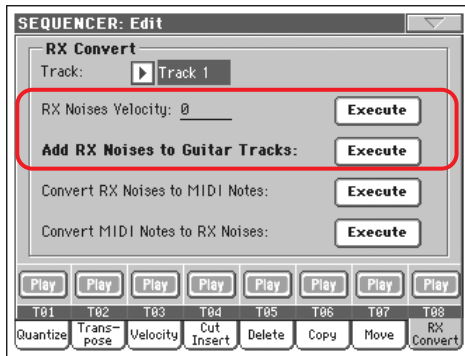 SEQUENCER: Edit
RX Convert
Track: Track 1
RX Noises Velocity: 0 Execute
Add RX Noises to Guitar Tracks: Execute
Convert RX Noises to MIDI Notes: Execute
Convert MIDI Notes to RX Noises: Execute
Play Play Play Play Play Play Play Play
T01 T02 T03 T04 T05 T06 T07 T08
Quantize Trans-pose Velocity Cut Insert Delete Copy Move RX Convert